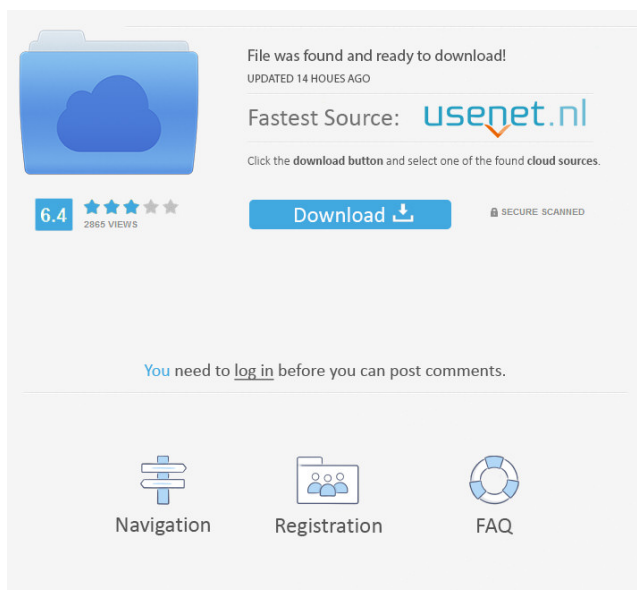 File was found and ready to download!
UPDATED 14 HOUES AGO
Fastest Source: usenet.nl
Click the download button and select one of the found cloud sources.
6.4
2865 VIEWS
Download
SECURE SCANNED
You need to log in before you can post comments.
Navigation
Registration
FAQ